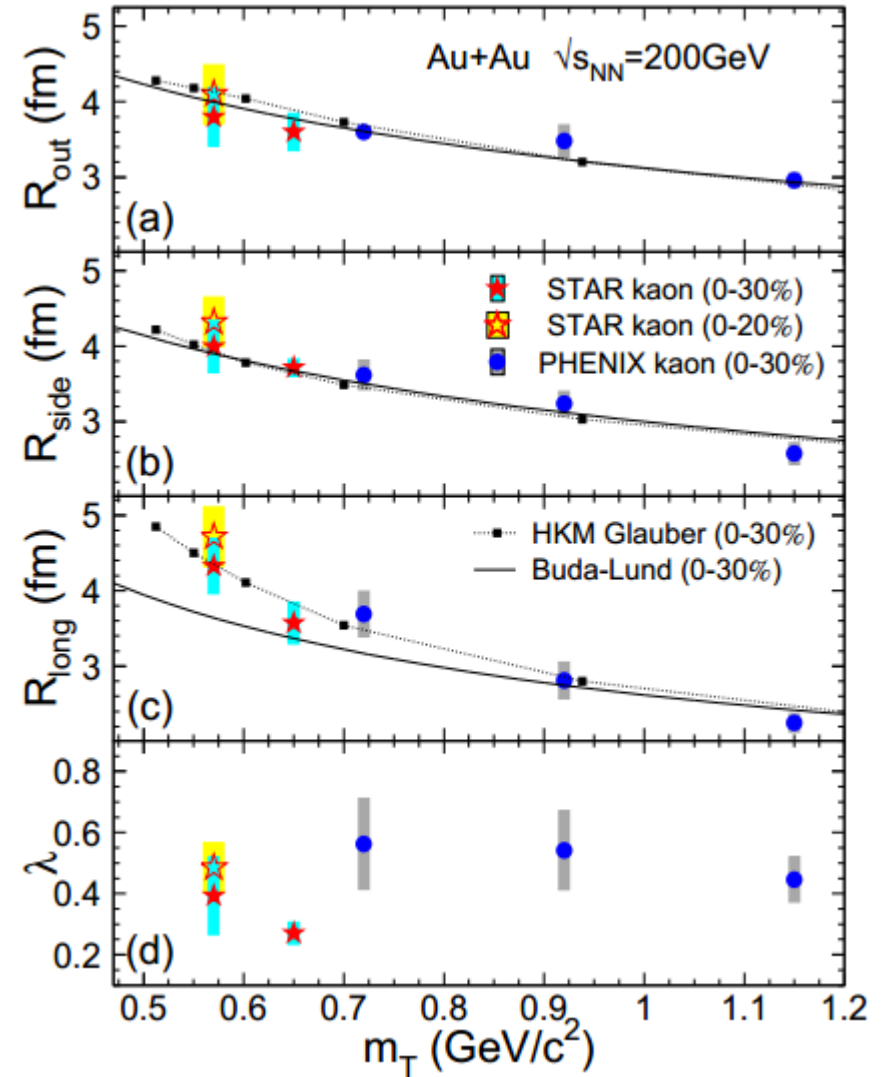 5
4
3
R_out (fm)
(a)
Au+Au √s_NN=200GeV
5
4
3
R_side (fm)
(b)
STAR kaon (0-30%)
STAR kaon (0-20%)
PHENIX kaon (0-30%)
5
4
3
R_long (fm)
(c)
HKM Glauber (0-30%)
Buda-Lund (0-30%)
0.8
0.6
0.4
0.2
λ
(d)
0.5 0.6 0.7 0.8 0.9 1 1.1 1.2
m_T (GeV/c²)